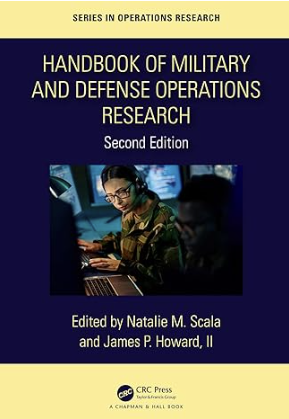 SERIES IN OPERATIONS RESEARCH
HANDBOOK OF MILITARY
AND DEFENSE OPERATIONS
RESEARCH
Second Edition
Edited by Natalie M. Scala
and James P. Howard, II
CRC
CRC Press
Taylor & Francis Group
A CHAPMAN & HALL BOOK